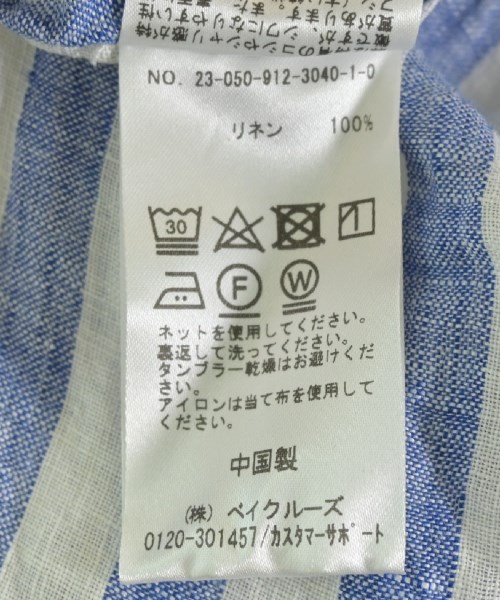 NO. 23-050-912-3040-1-0
リネン 100%
30
F
W
ネットを使用してください。
裏返して洗ってください。
タンブラー乾燥はお避けくだ
さい。
アイロンは当て布を使用して
ください。
中国製
(株) ベイクルーズ
0120-301457/カスタマーサポート